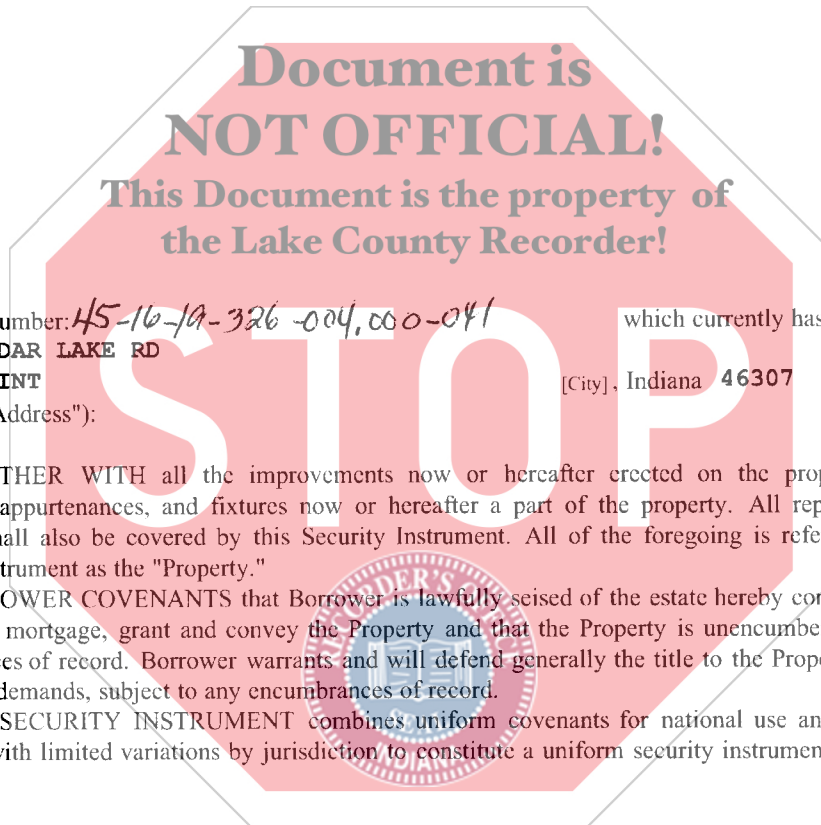 Document is
NOT OFFICIAL!
This Document is the property of
the Lake County Recorder!
STOP
umber: 45-16-19-326-004.000-041 which currently has
DAR LAKE RD
INT [City], Indiana 46307
Address"):
THER WITH all the improvements now or hereafter erected on the prop
appurtenances, and fixtures now or hereafter a part of the property. All rep
all also be covered by this Security Instrument. All of the foregoing is refe
trument as the "Property."
OWER COVENANTS that Borrower is lawfully seised of the estate hereby con
mortgage, grant and convey the Property and that the Property is unencumbe
es of record. Borrower warrants and will defend generally the title to the Prope
demands, subject to any encumbrances of record.
SECURITY INSTRUMENT combines uniform covenants for national use an
vith limited variations by jurisdiction to constitute a uniform security instrumen
RECORDER'S OFFICE
INDIANA